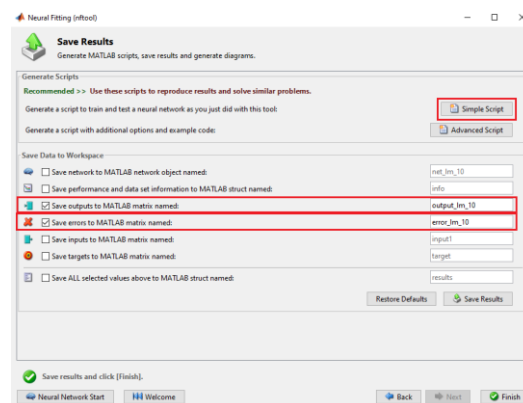 Neural Fitting (nftool)
Save Results
Generate MATLAB scripts, save results and generate diagrams.
Generate Scripts
Recommended >> Use these scripts to reproduce results and solve similar problems.
Generate a script to train and test a neural network as you just did with this tool:
Simple Script
Generate a script with additional options and example code:
Advanced Script
Save Data to Workspace
Save network to MATLAB network object named:
net_lm_10
Save performance and data set information to MATLAB struct named:
info
Save outputs to MATLAB matrix named:
output_lm_10
Save errors to MATLAB matrix named:
error_lm_10
Save inputs to MATLAB matrix named:
input1
Save targets to MATLAB matrix named:
target
Save ALL selected values above to MATLAB struct named:
results
Restore Defaults
Save Results
Save results and click [Finish].
Neural Network Start
Welcome
Back
Next
Finish